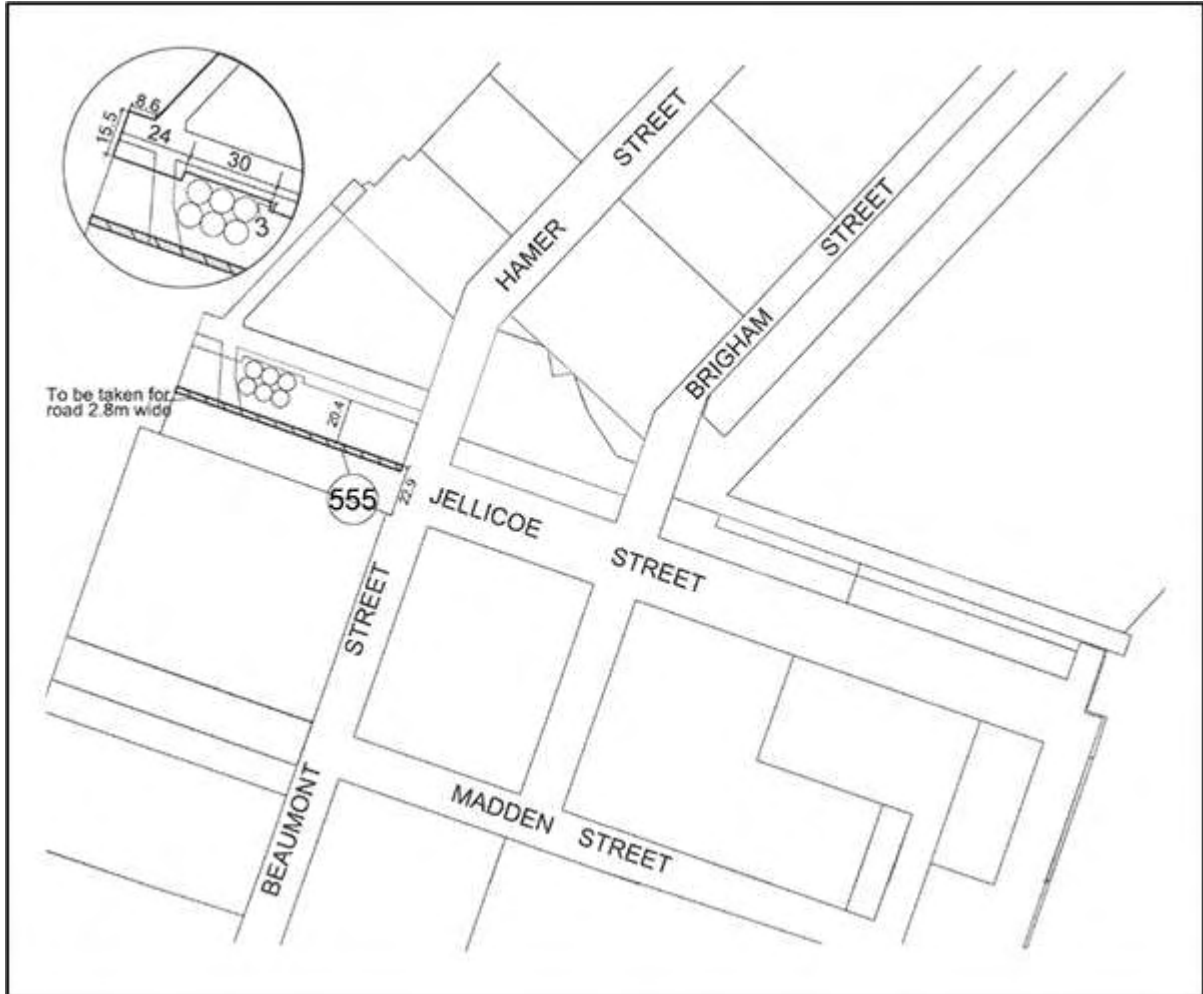 8.6
15.5
24
30
3
HAMER
STREET
BRIGHAM
STREET
To be taken for
road 2.8m wide
20.4
555
22.9
JELLICOE
STREET
BEAUMONT
STREET
MADDEN
STREET